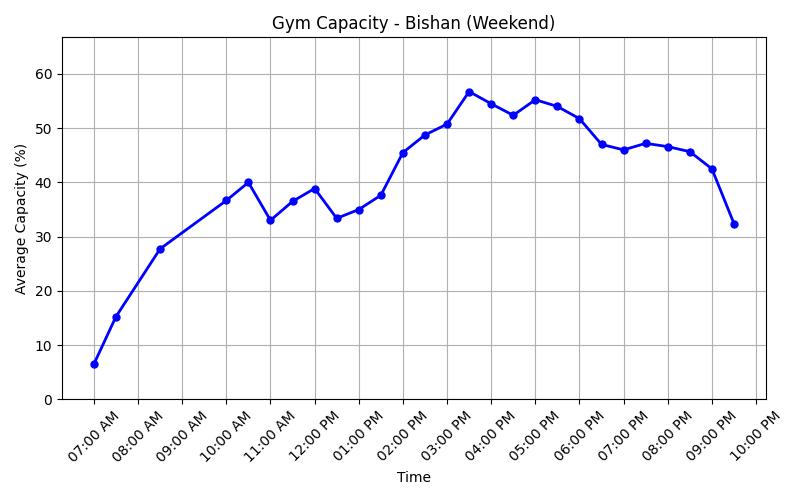 Gym Capacity - Bishan (Weekend)
Average Capacity (%)
60
50
40
30
20
10
0
07:00 AM
08:00 AM
09:00 AM
10:00 AM
11:00 AM
12:00 PM
01:00 PM
02:00 PM
03:00 PM
04:00 PM
05:00 PM
06:00 PM
07:00 PM
08:00 PM
09:00 PM
10:00 PM
Time